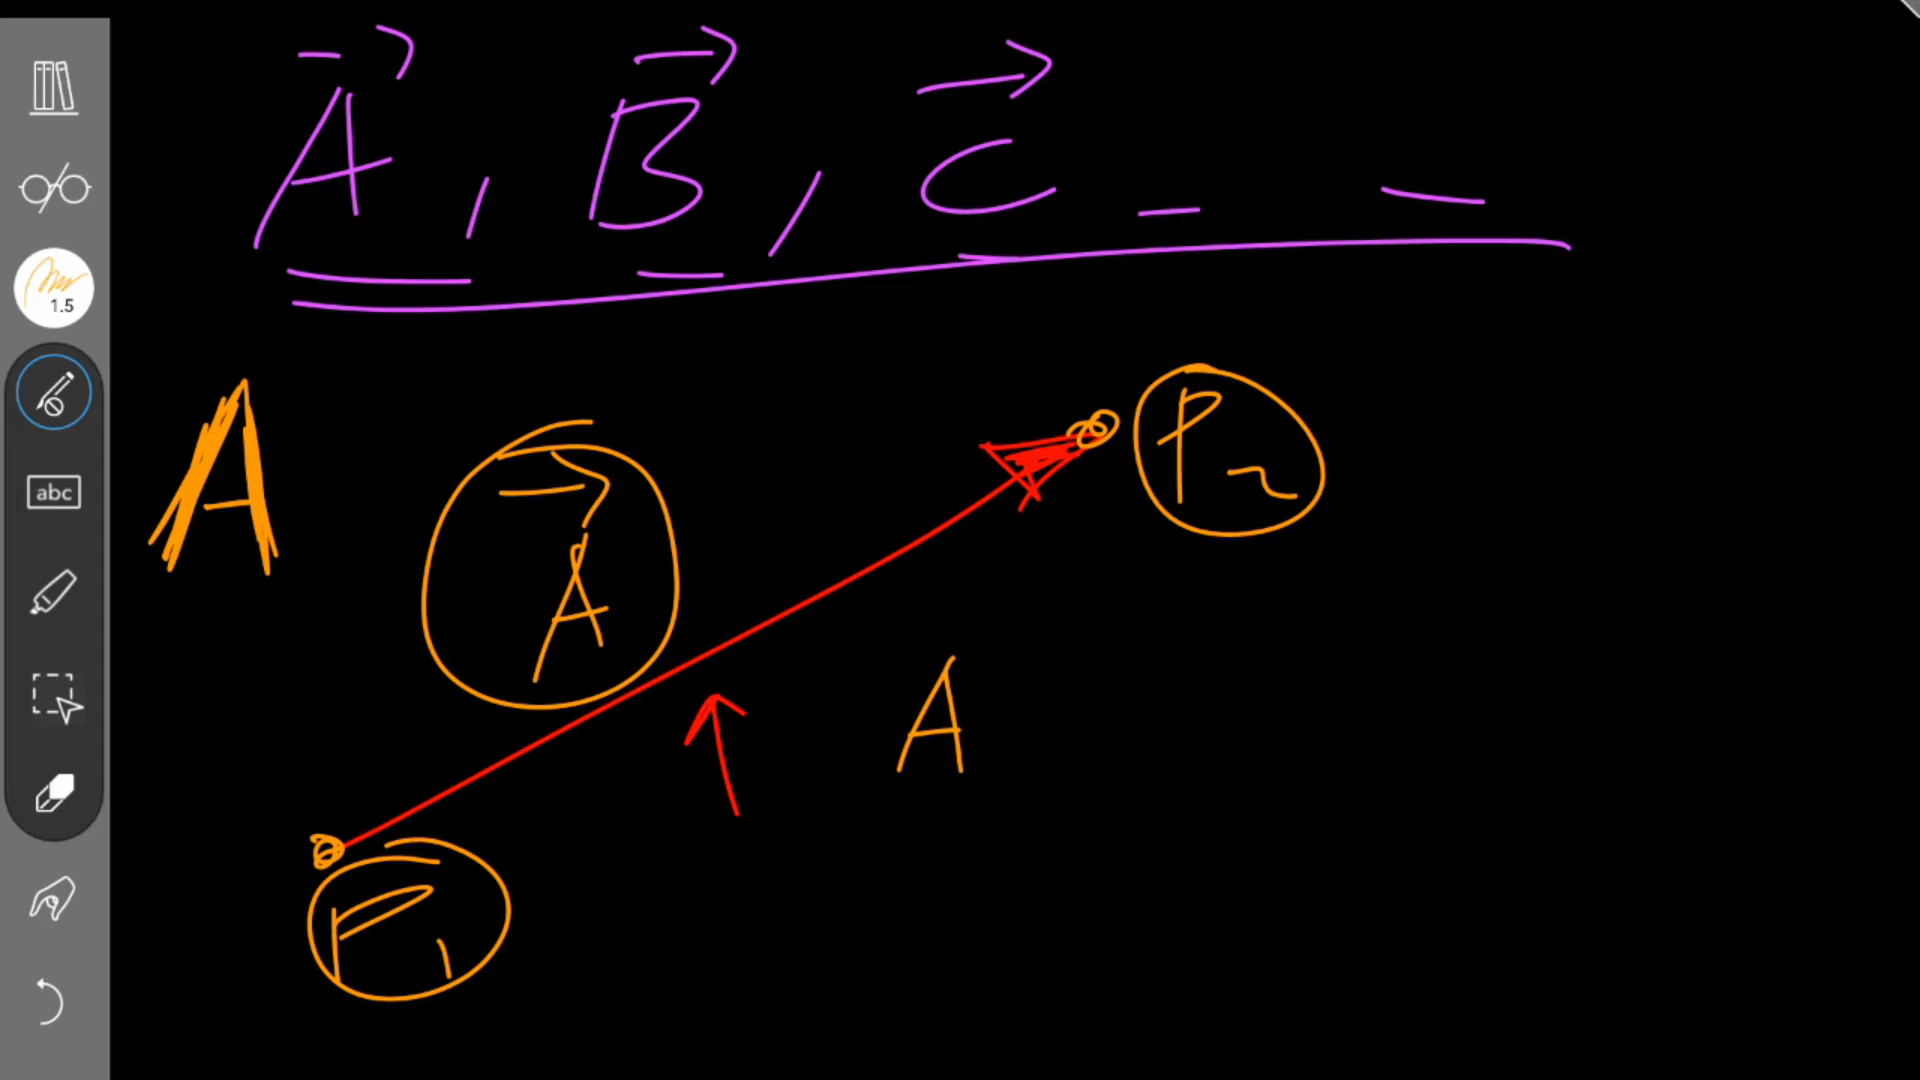 A⃗, B⃗, C⃗ _ _
A
A⃗
P₂
A
P₁
1.5
abc